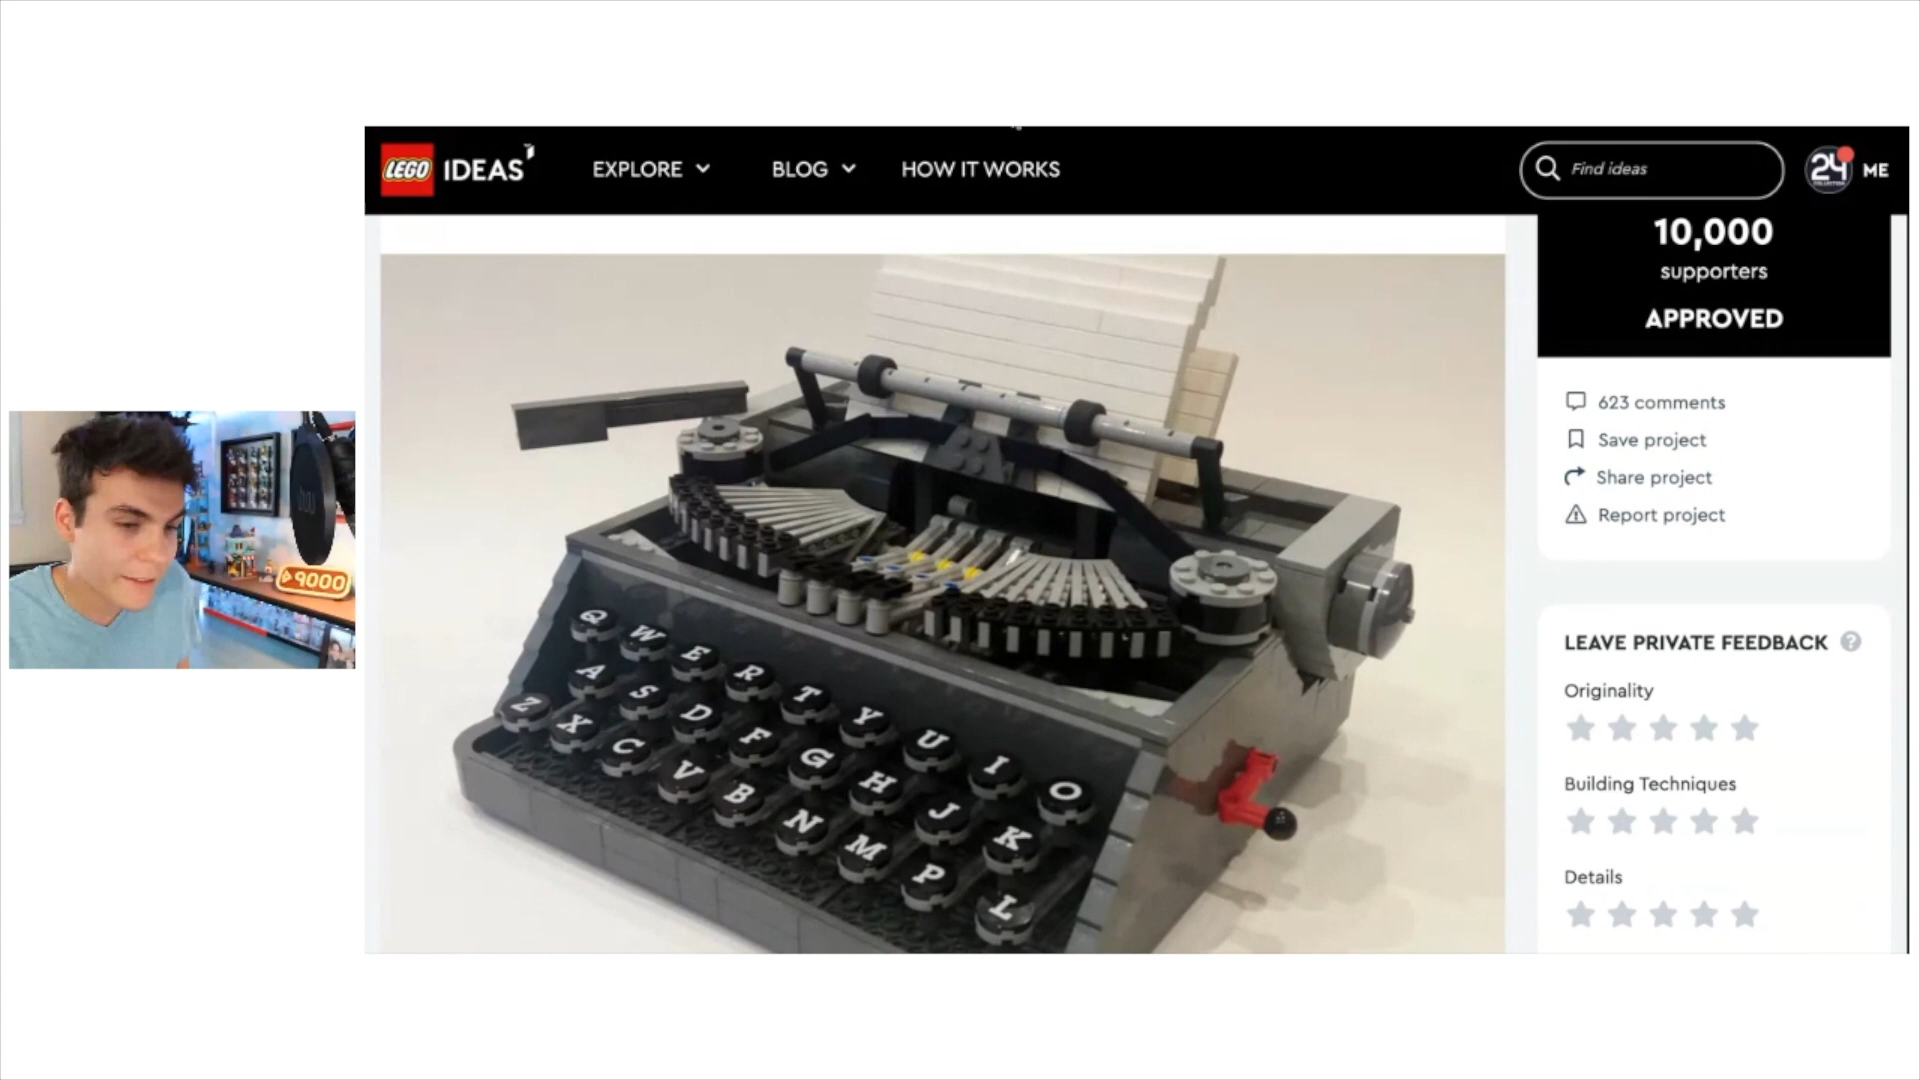 LEGO IDEAS
EXPLORE
BLOG
HOW IT WORKS
Find ideas
24
ME
10,000
supporters
APPROVED
623 comments
Save project
Share project
Report project
LEAVE PRIVATE FEEDBACK ?
Originality
Building Techniques
Details
9000
Q W E R T Y U I O
A S D F G H J K
Z X C V B N M P L